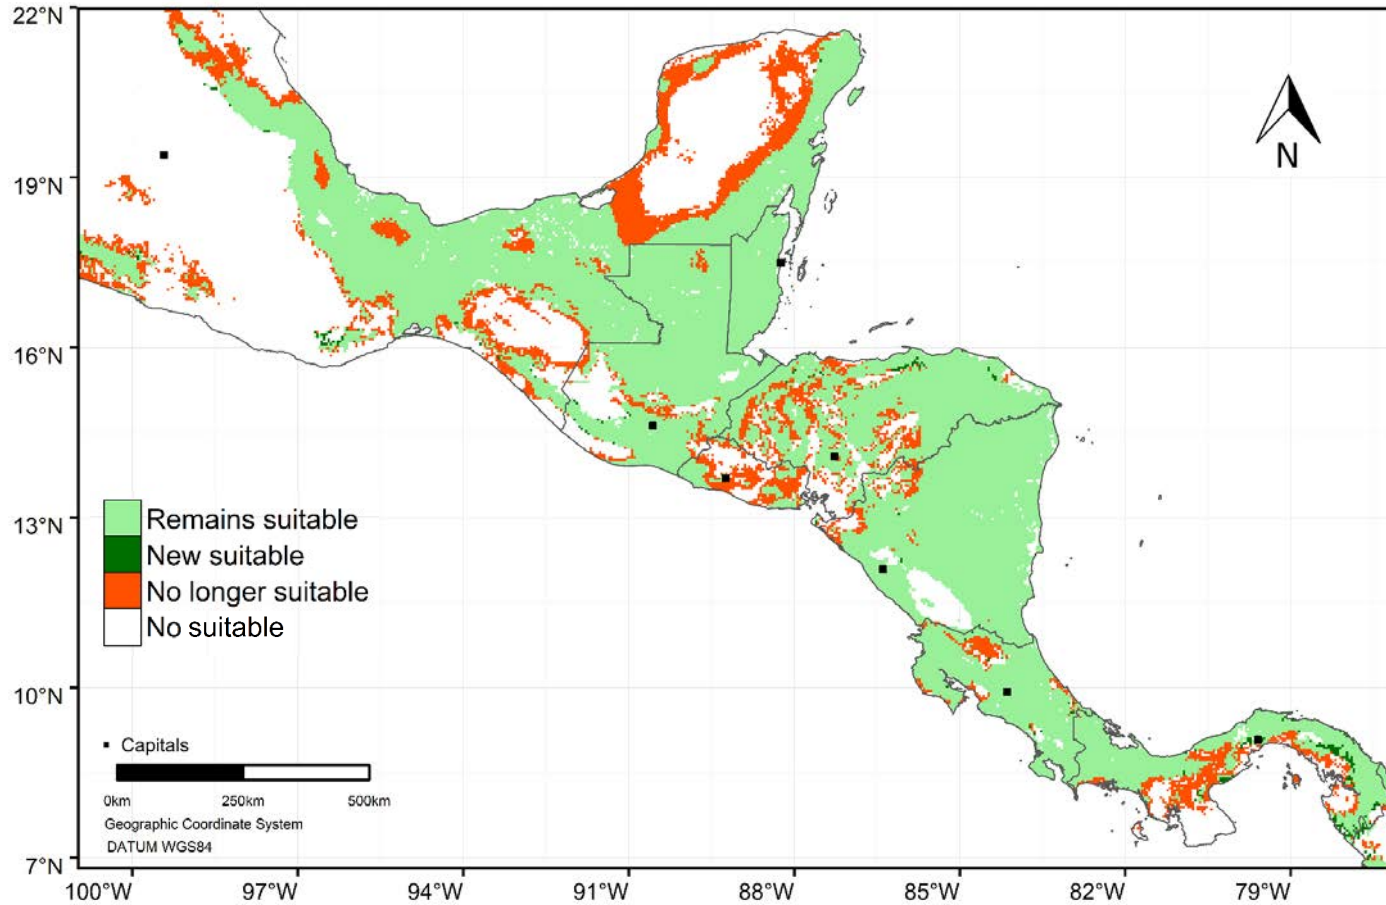 22°N
19°N
16°N
13°N
10°N
7°N
N
Remains suitable
New suitable
No longer suitable
No suitable
Capitals
0km 250km 500km
Geographic Coordinate System
DATUM WGS84
100°W 97°W 94°W 91°W 88°W 85°W 82°W 79°W